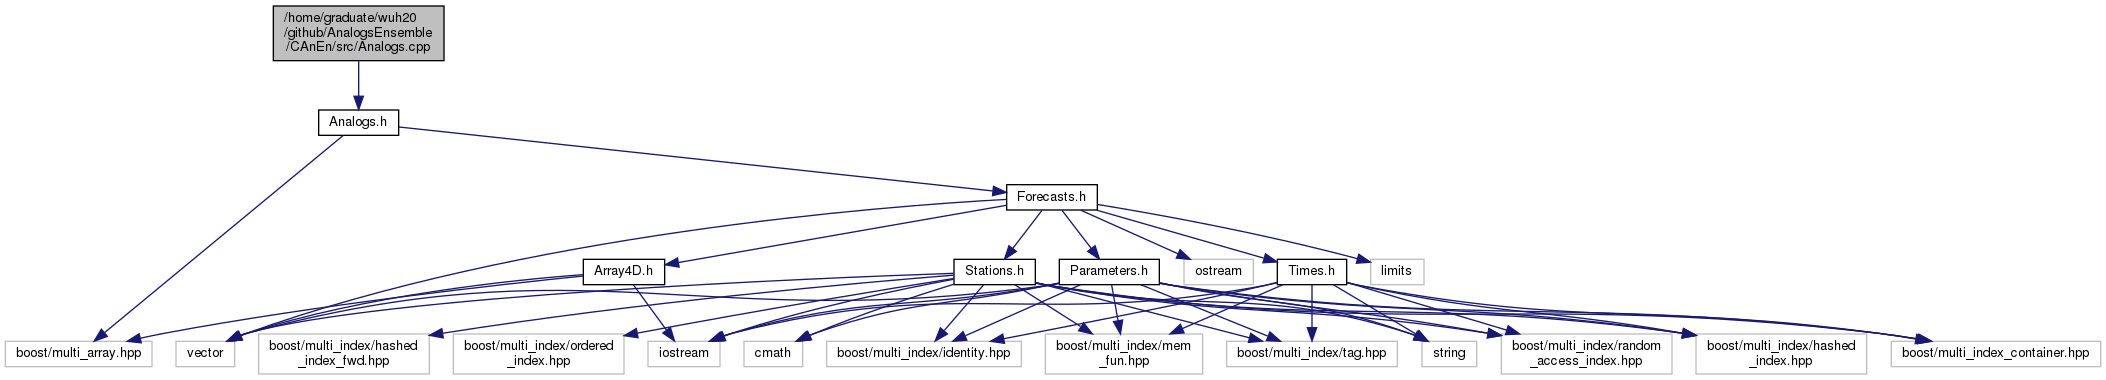 /home/graduate/wuh20
/github/AnalogsEnsemble
/CAnEn/src/Analogs.cpp
Analogs.h
Forecasts.h
Array4D.h
Stations.h
Parameters.h
ostream
Times.h
limits
boost/multi_array.hpp
vector
boost/multi_index/hashed
_index_fwd.hpp
boost/multi_index/ordered
_index.hpp
iostream
cmath
boost/multi_index/identity.hpp
boost/multi_index/mem
_fun.hpp
boost/multi_index/tag.hpp
string
boost/multi_index/random
_access_index.hpp
boost/multi_index/hashed
_index.hpp
boost/multi_index_container.hpp